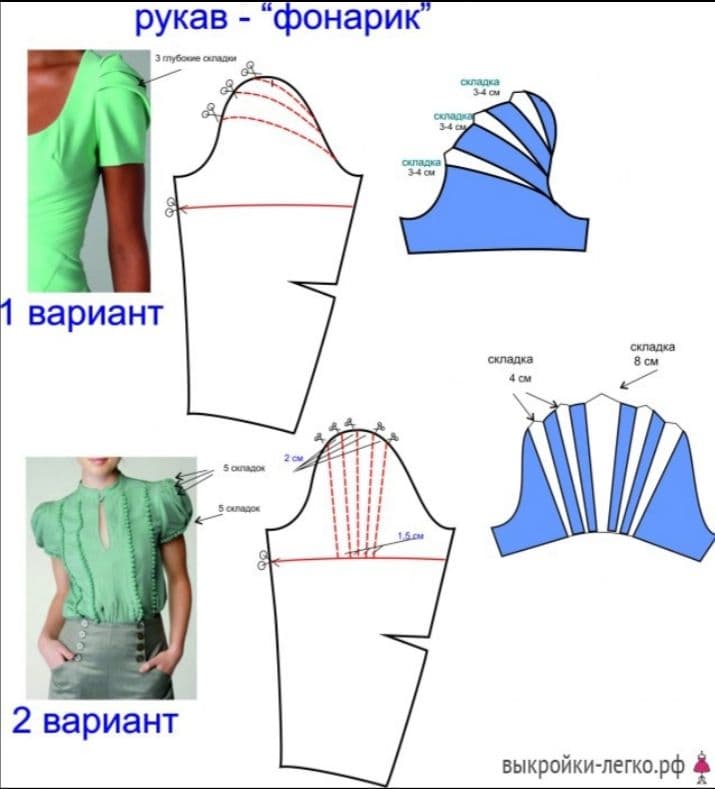 рукав - “фонарик”
3 глубокие складки
складка
3-4 см
складка
3-4 см
складка
3-4 см
1 вариант
складка
4 см
складка
8 см
5 складок
5 складок
2 см
1,5 см
2 вариант
выкройки-легко.рф